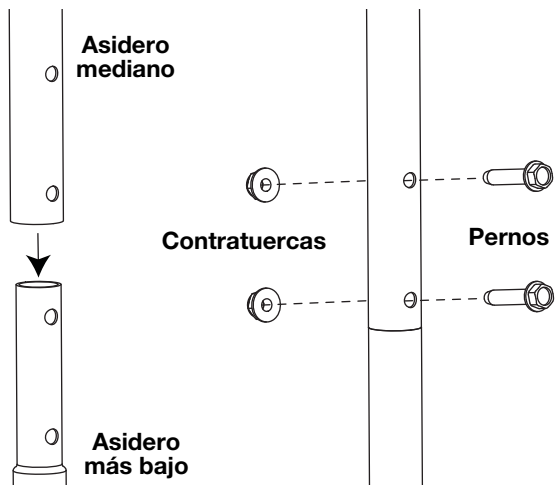 Asidero
mediano
Contratuercas
Pernos
Asidero
más bajo